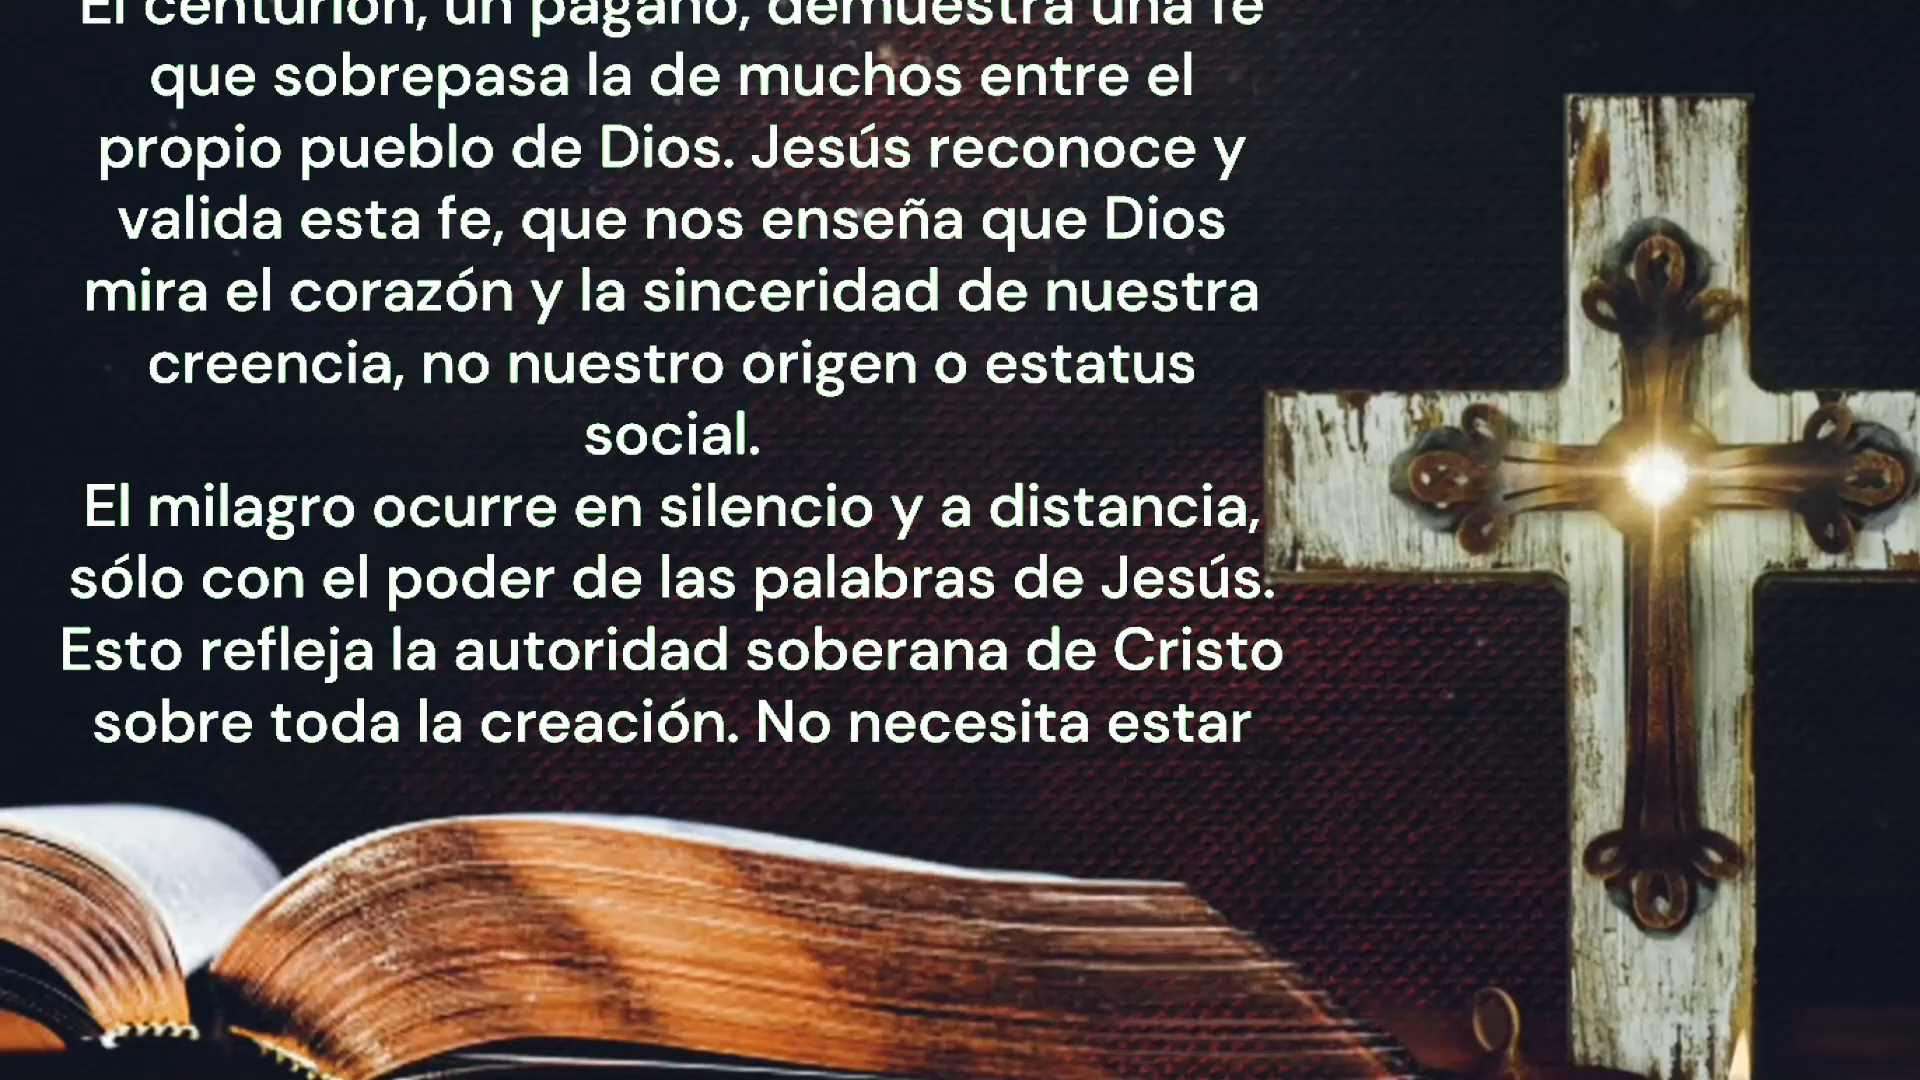 El centurión, un pagano, demuestra una fe
que sobrepasa la de muchos entre el
propio pueblo de Dios. Jesús reconoce y
valida esta fe, que nos enseña que Dios
mira el corazón y la sinceridad de nuestra
creencia, no nuestro origen o estatus
social.
El milagro ocurre en silencio y a distancia,
sólo con el poder de las palabras de Jesús.
Esto refleja la autoridad soberana de Cristo
sobre toda la creación. No necesita estar